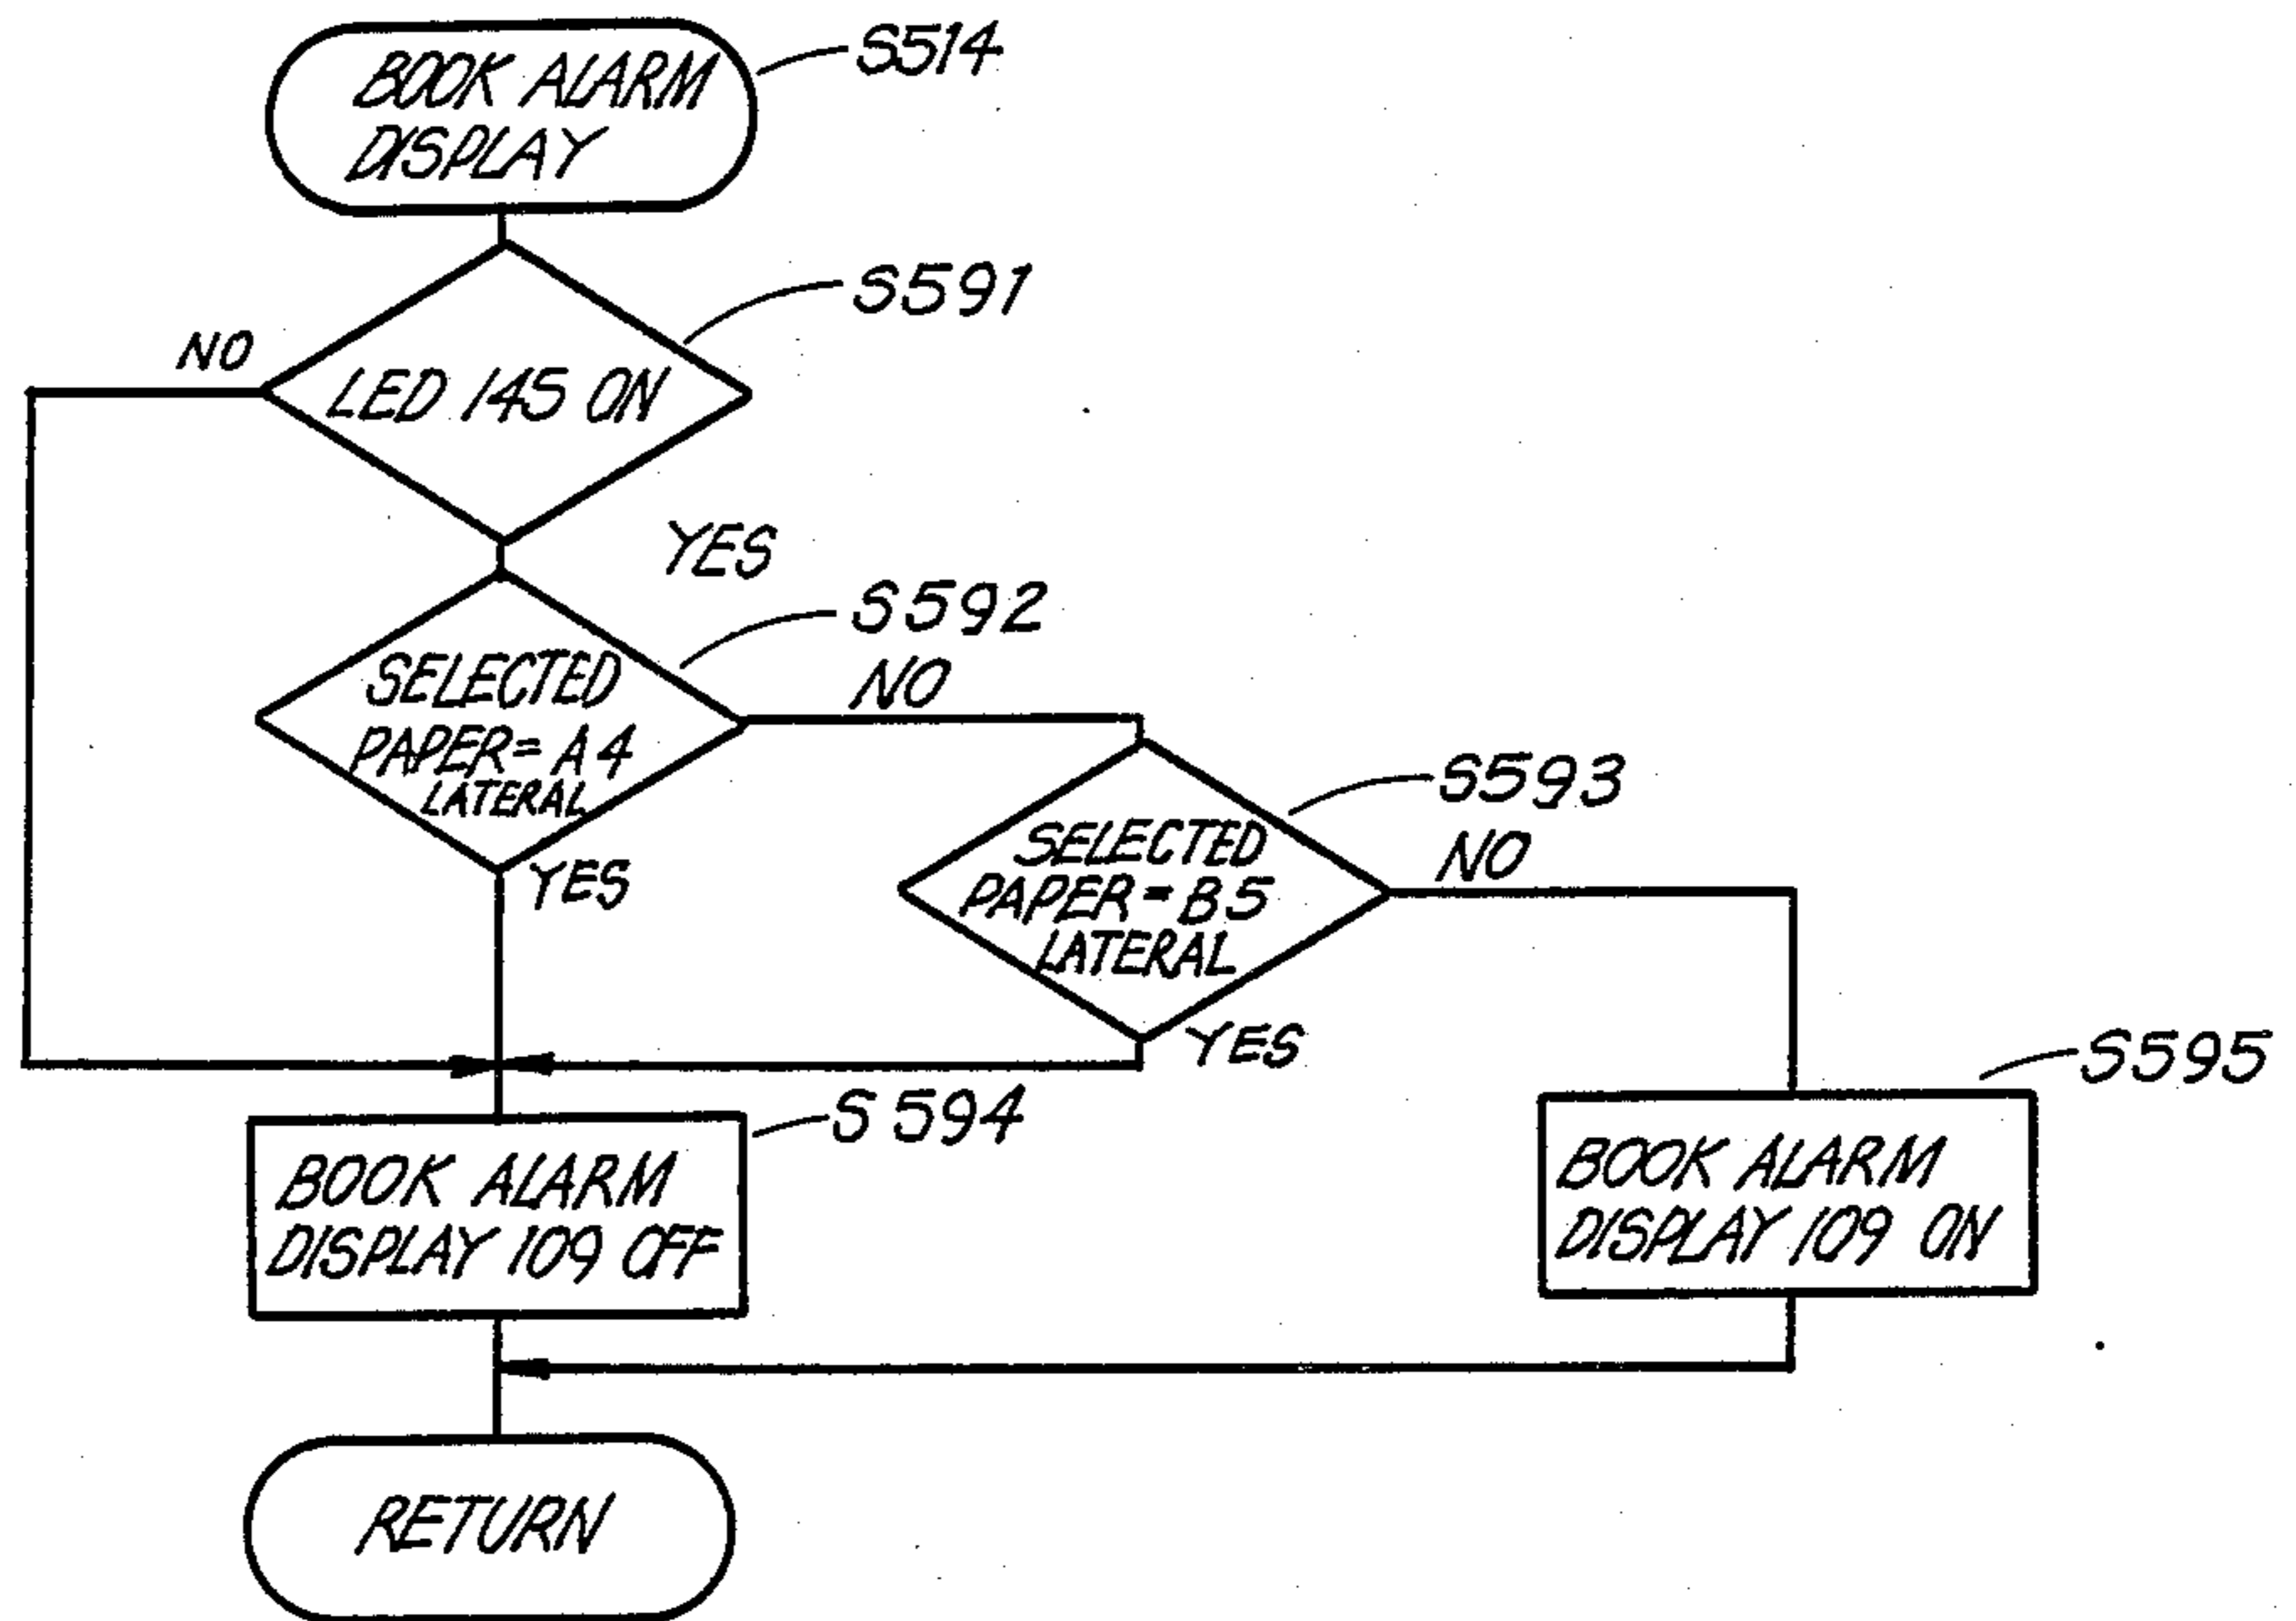 BOOK ALARM
DISPLAY
S514
S591
NO
LED 145 ON
YES
S592
NO
SELECTED
PAPER=A4
LATERAL
YES
S593
NO
SELECTED
PAPER=B5
LATERAL
YES
S594
BOOK ALARM
DISPLAY 109 OFF
S595
BOOK ALARM
DISPLAY 109 ON
RETURN